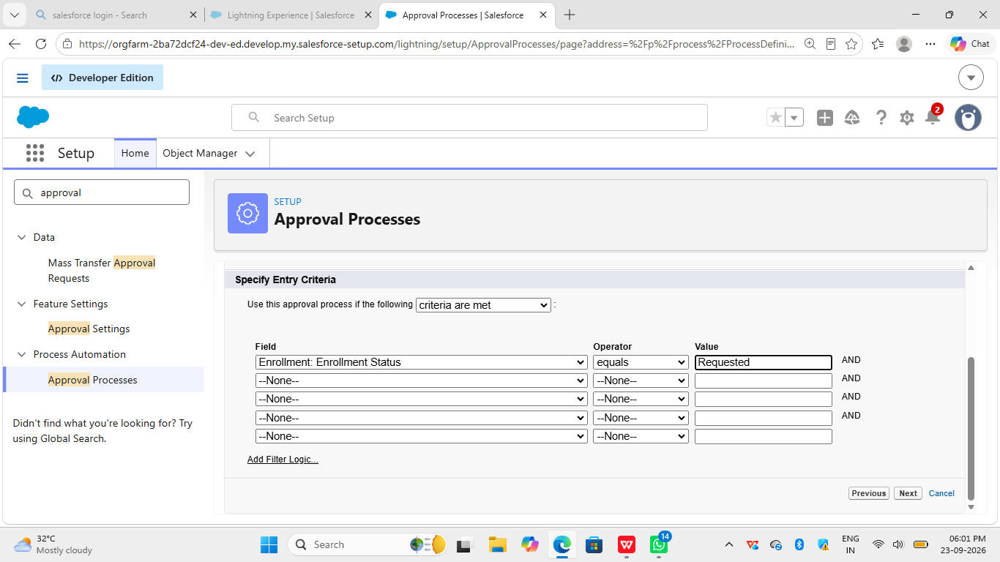 salesforce login - Search
Lightning Experience | Salesforce
Approval Processes | Salesforce
https://orgfarm-2ba72dcf24-dev-ed.develop.my.salesforce-setup.com/lightning/setup/ApprovalProcesses/page?address=%2Fp%2Fprocess%2FProcessDefini...
Chat
Developer Edition
Search Setup
2
Setup
Home
Object Manager
approval
Data
Mass Transfer Approval
Requests
Feature Settings
Approval Settings
Process Automation
Approval Processes
Didn't find what you're looking for? Try
using Global Search.
SETUP
Approval Processes
Specify Entry Criteria
Use this approval process if the following criteria are met :
Field Operator Value
Enrollment: Enrollment Status equals Requested AND
--None-- --None-- AND
--None-- --None-- AND
--None-- --None-- AND
--None-- --None--
Add Filter Logic...
Previous Next Cancel
32°C
Mostly cloudy
Search
14
ENG
IN
06:01 PM
23-09-2026